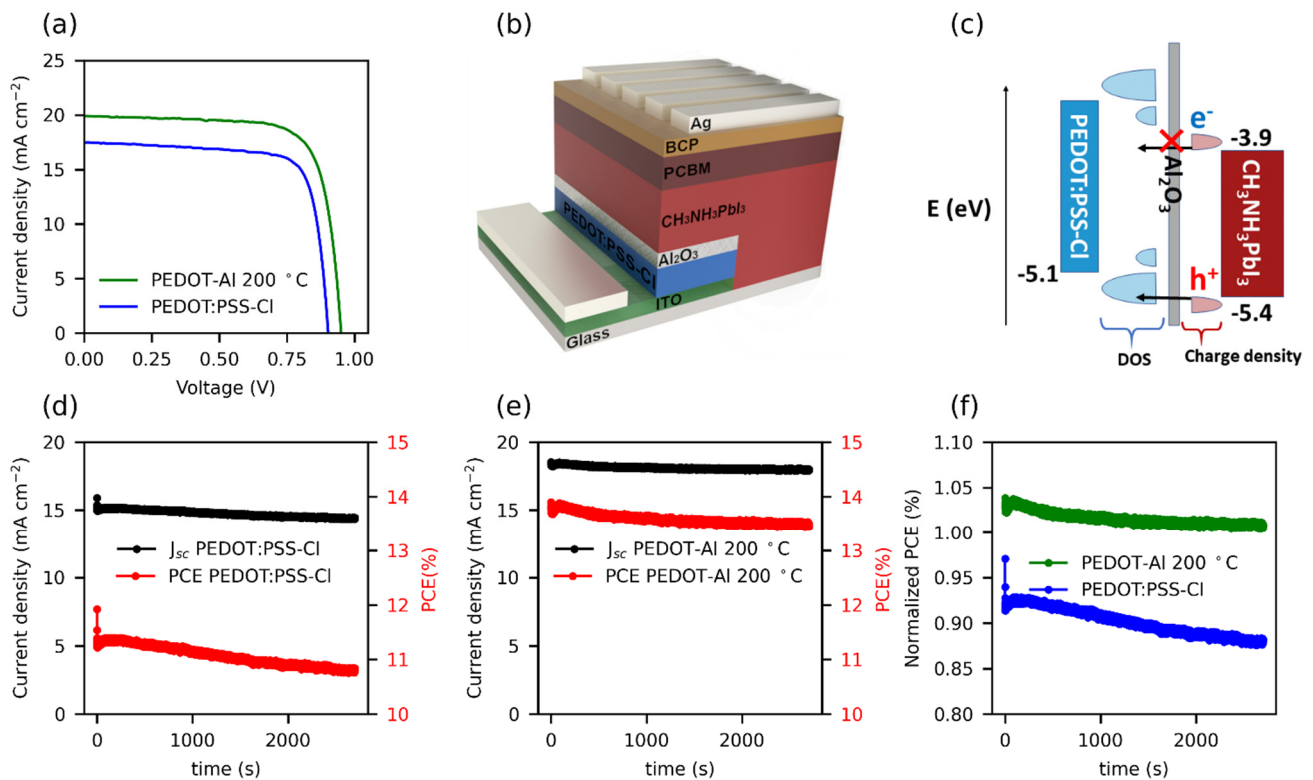 (a)
25
20
15
10
5
0
Current density (mA cm⁻²)
PEDOT-Al 200 °C
PEDOT:PSS-Cl
0.00 0.25 0.50 0.75 1.00
Voltage (V)
(b)
Ag
BCP
PCBM
CH₃NH₃PbI₃
PEDOT:PSS-Cl
Al₂O₃
ITO
Glass
(c)
E (eV)
PEDOT:PSS-Cl
-5.1
Al₂O₃
e⁻
-3.9
CH₃NH₃PbI₃
h⁺
-5.4
DOS
Charge density
(d)
20
15
10
5
0
Current density (mA cm⁻²)
Jsc PEDOT:PSS-Cl
PCE PEDOT:PSS-Cl
15
14
13
12
11
10
PCE(%)
0 1000 2000
time (s)
(e)
20
15
10
5
0
Current density (mA cm⁻²)
Jsc PEDOT-Al 200 °C
PCE PEDOT-Al 200 °C
15
14
13
12
11
10
PCE(%)
0 1000 2000
time (s)
(f)
1.10
1.05
1.00
0.95
0.90
0.85
0.80
Normalized PCE (%)
PEDOT-Al 200 °C
PEDOT:PSS-Cl
0 1000 2000
time (s)